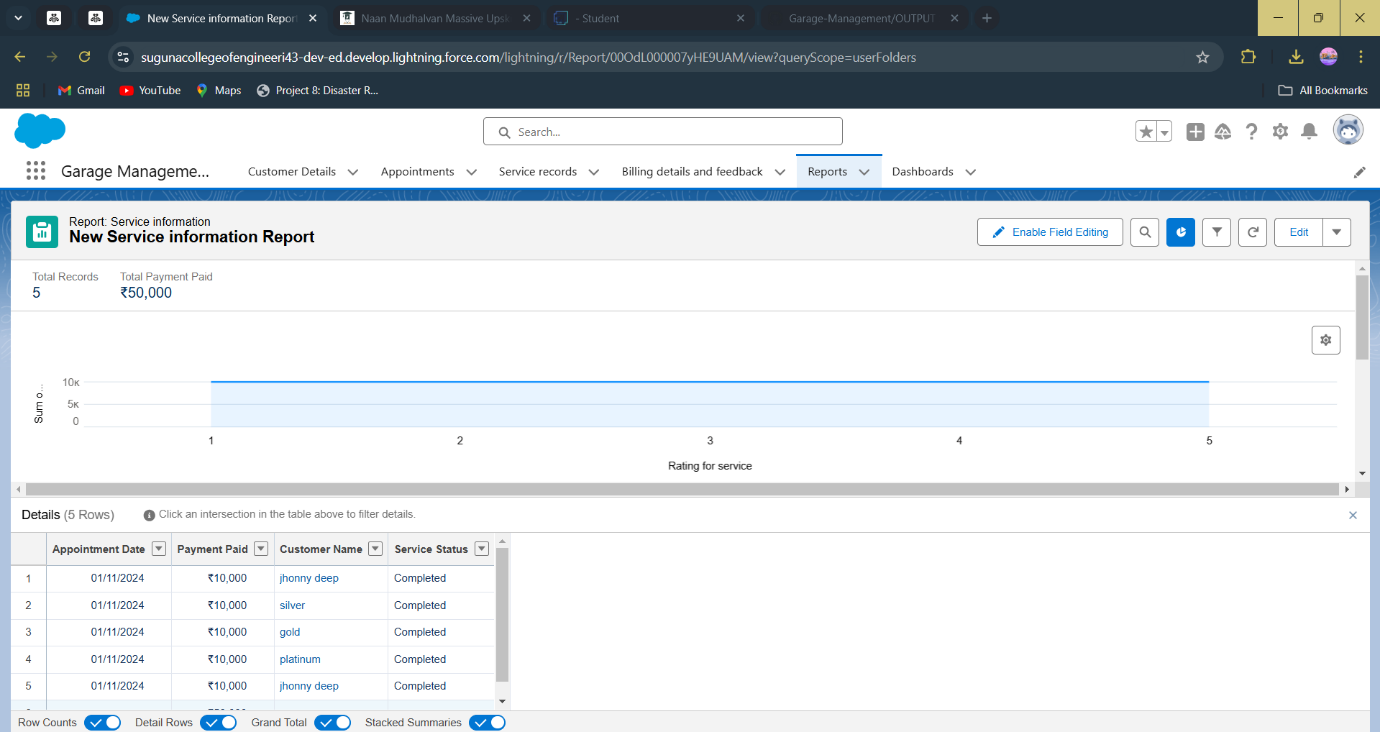 New Service information Report
Naan Mudhalvan Massive Upsk
- Student
Garage-Management/OUTPUT
sugunacollegeofengineeri43-dev-ed.develop.lightning.force.com/lightning/r/Report/00OdL000007yHE9UAM/view?queryScope=userFolders
Gmail
YouTube
Maps
Project 8: Disaster R...
All Bookmarks
Search...
Garage Manageme...
Customer Details
Appointments
Service records
Billing details and feedback
Reports
Dashboards
Report: Service information
New Service information Report
Enable Field Editing
Edit
Total Records Total Payment Paid
5 ₹50,000
Sum o...
10K
5K
0
1 2 3 4 5
Rating for service
Details (5 Rows) Click an intersection in the table above to filter details.
Appointment Date Payment Paid Customer Name Service Status
1 01/11/2024 ₹10,000 jhonny deep Completed
2 01/11/2024 ₹10,000 silver Completed
3 01/11/2024 ₹10,000 gold Completed
4 01/11/2024 ₹10,000 platinum Completed
5 01/11/2024 ₹10,000 jhonny deep Completed
Row Counts Detail Rows Grand Total Stacked Summaries